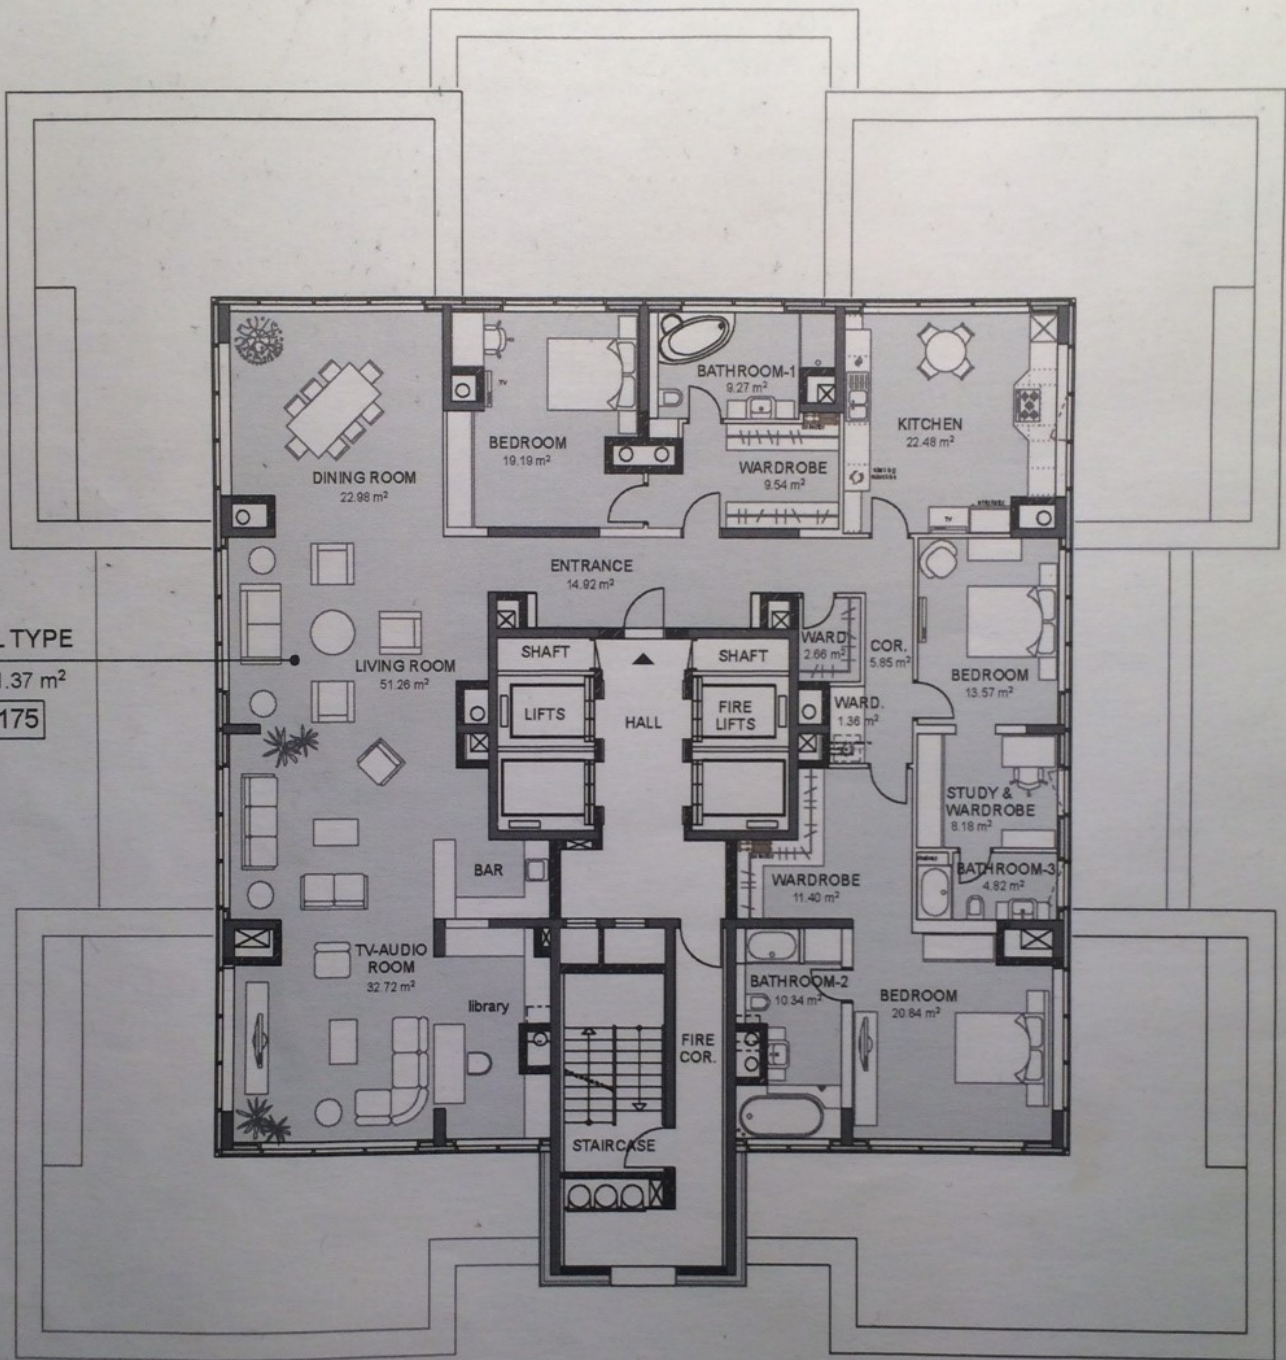 BATHROOM-1
9.27 m²
TV
KITCHEN
22.48 m²
BEDROOM
19.19 m²
DINING ROOM
22.98 m²
WARDROBE
9.54 m²
TV
ENTRANCE
14.92 m²
L TYPE
1.37 m²
175
LIVING ROOM
51.26 m²
SHAFT
SHAFT
WARD
2.66 m²
COR.
5.85 m²
BEDROOM
13.57 m²
LIFTS
HALL
FIRE
LIFTS
WARD.
1.36 m²
STUDY &
WARDROBE
8.18 m²
BAR
WARDROBE
11.40 m²
BATHROOM-3
4.82 m²
TV-AUDIO
ROOM
32.72 m²
library
BATHROOM-2
10.34 m²
BEDROOM
20.84 m²
FIRE
COR.
STAIRCASE